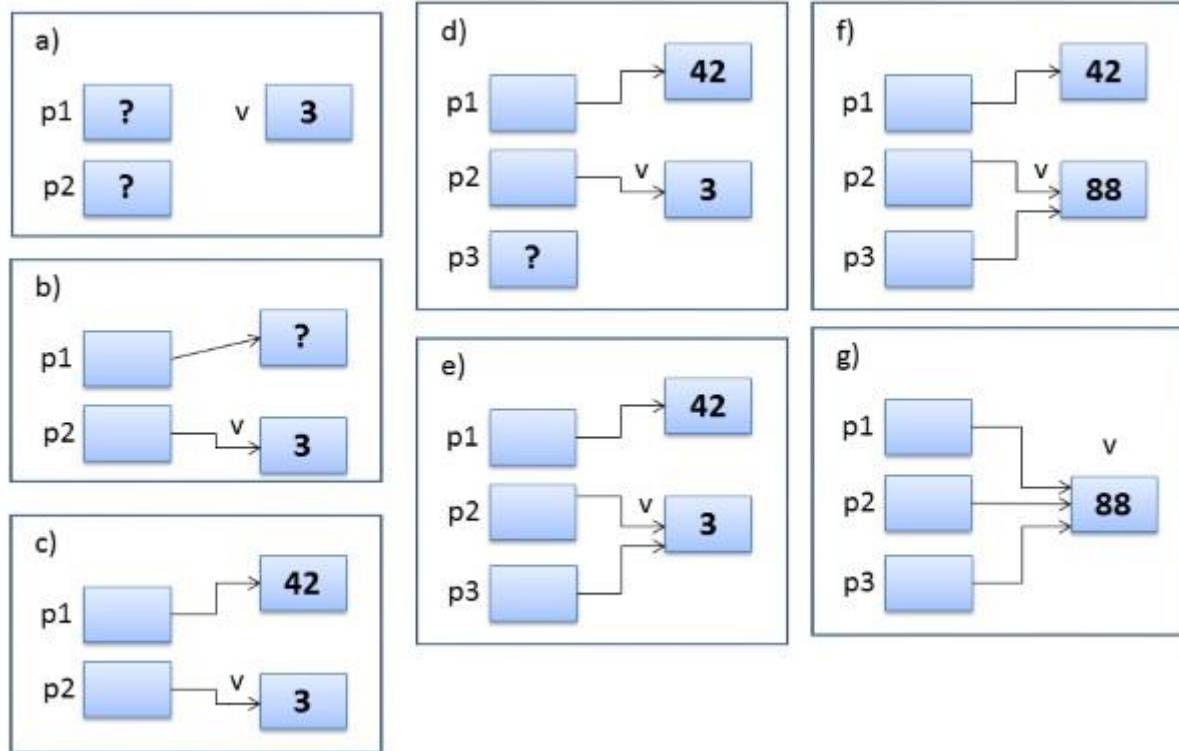 a)
p1 ? v 3
p2 ?
b)
p1 ?
p2 v 3
c)
p1 42
p2 v 3
d)
p1 42
p2 v 3
p3 ?
e)
p1 42
p2 v 3
p3
f)
p1 42
p2 v 88
p3
g)
p1 v
p2 88
p3